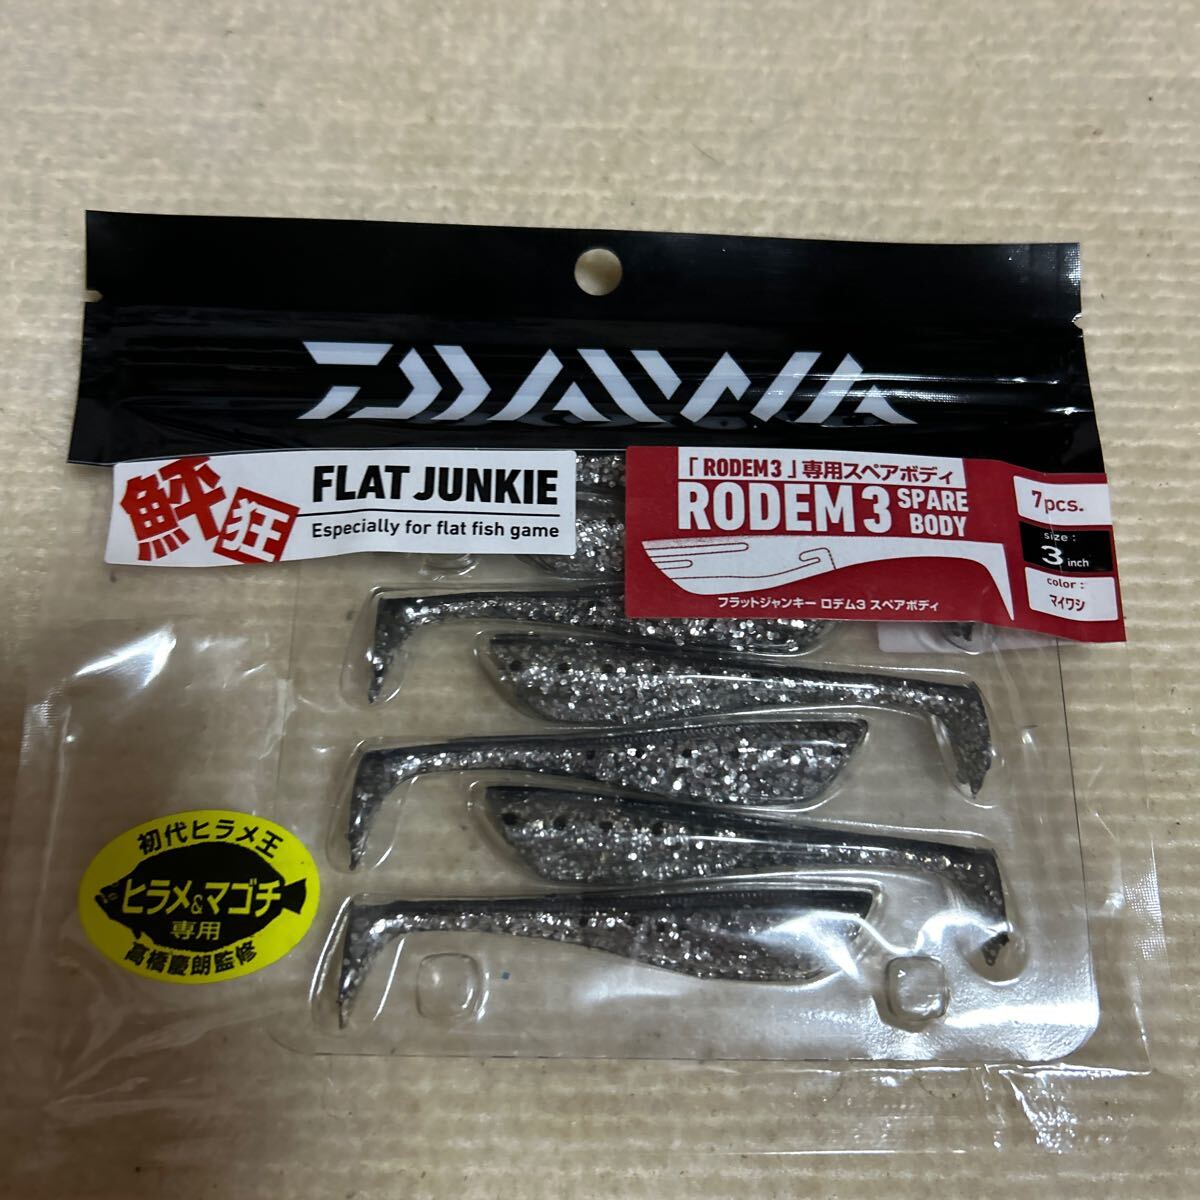 DAIWA
鮃狂
FLAT JUNKIE
Especially for flat fish game
「RODEM3」専用スペアボディ
RODEM 3 SPARE BODY
フラットジャンキー ロデム3 スペアボディ
7pcs.
size :
3 inch
color :
マイワシ
初代ヒラメ王
ヒラメ&マゴチ
専用
高橋慶朗監修